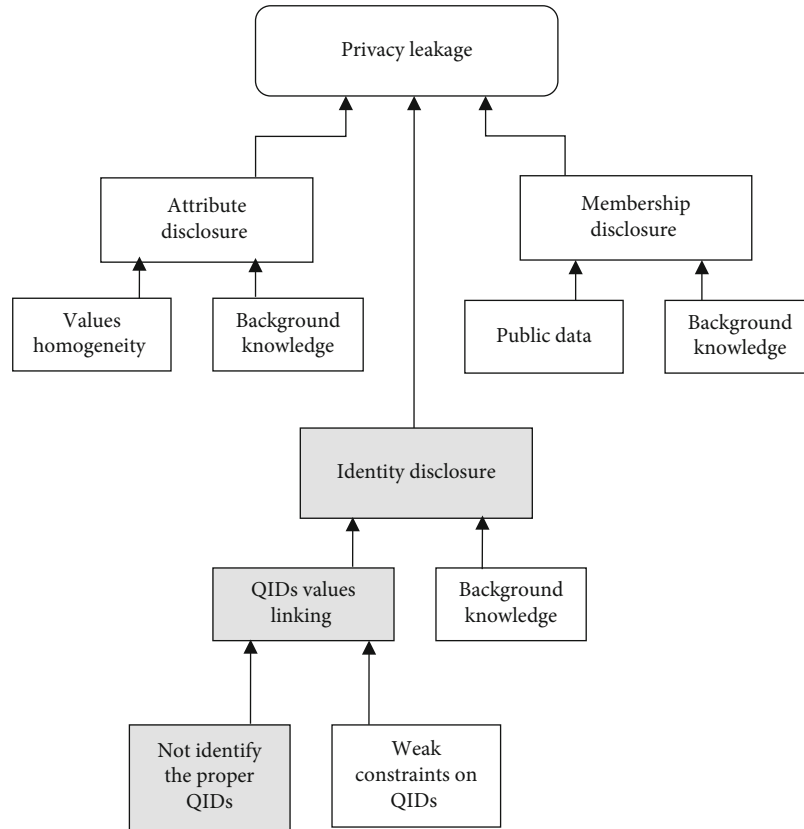 Privacy leakage
Attribute
disclosure
Membership
disclosure
Values
homogeneity
Background
knowledge
Public data
Background
knowledge
Identity disclosure
QIDs values
linking
Background
knowledge
Not identify
the proper
QIDs
Weak
constraints on
QIDs